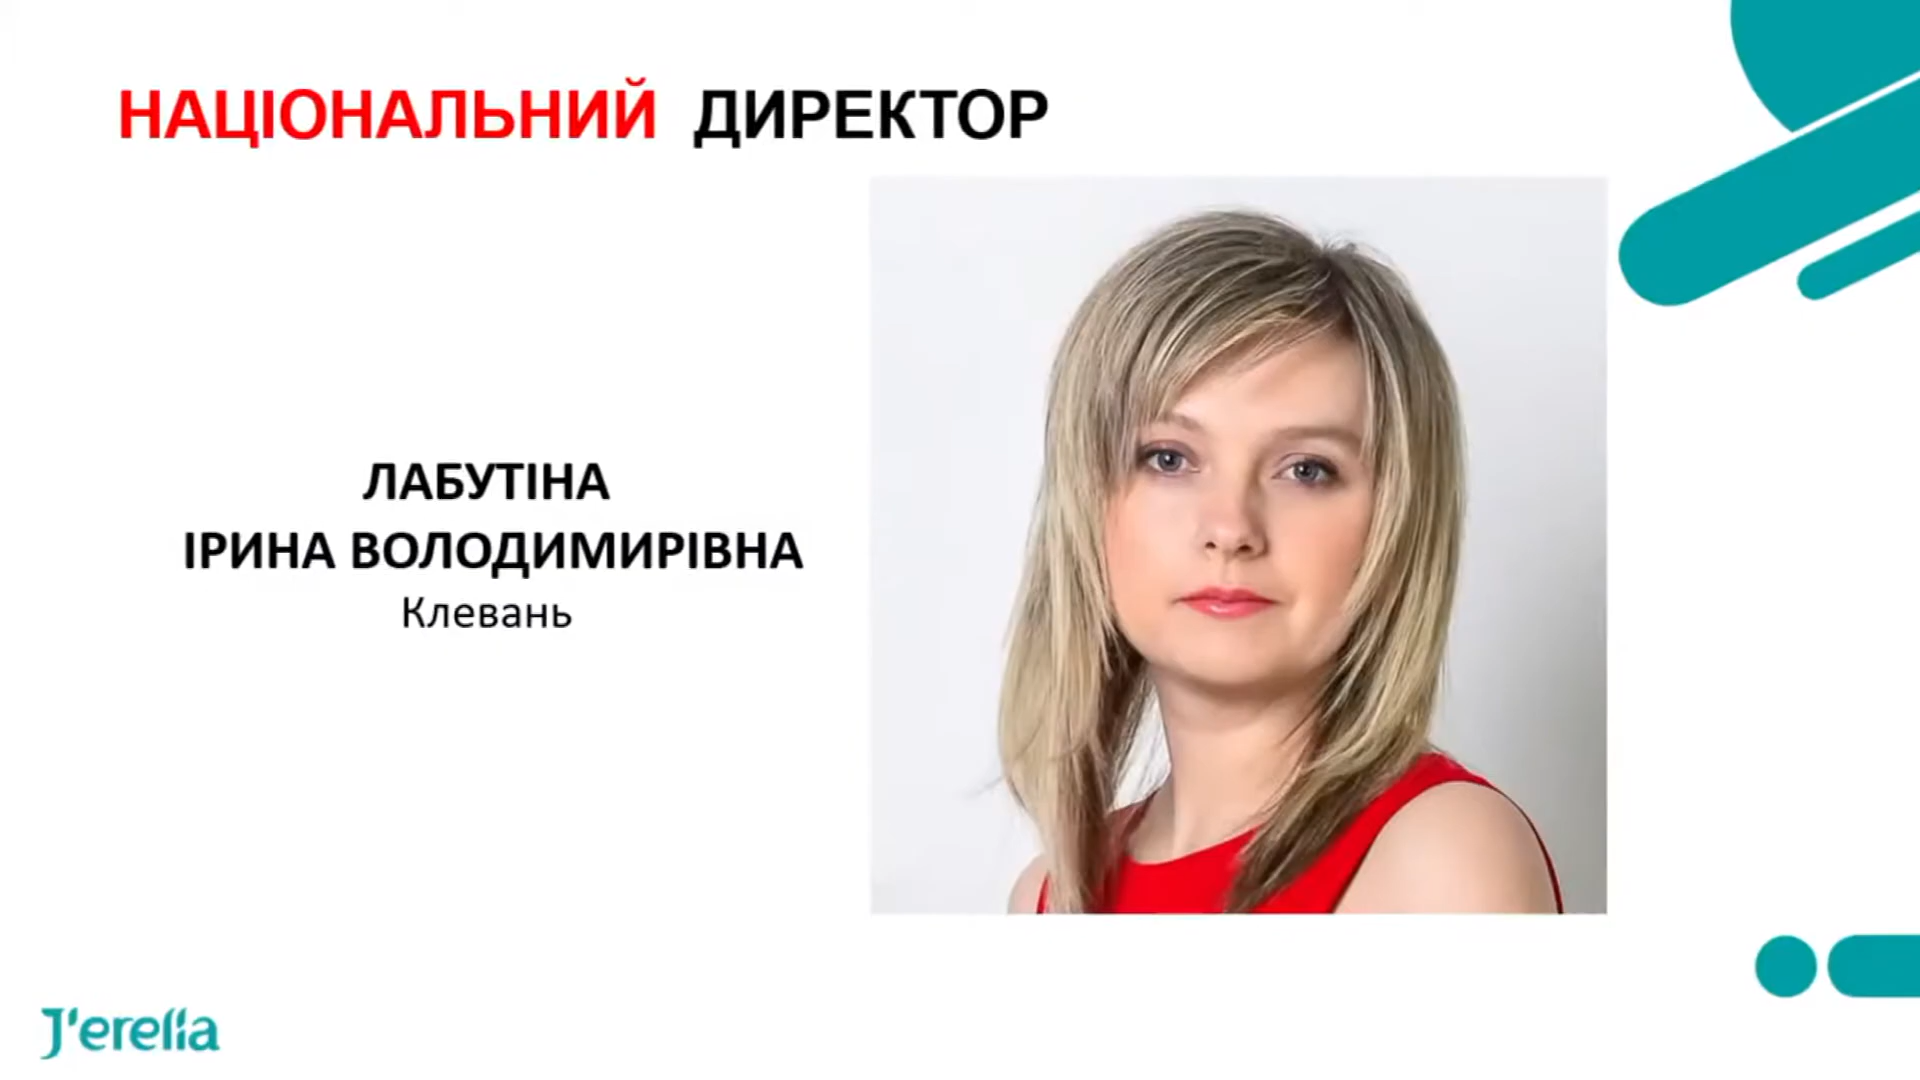 НАЦІОНАЛЬНИЙ ДИРЕКТОР
ЛАБУТІНА
ІРИНА ВОЛОДИМИРІВНА
Клевань
J'erelia